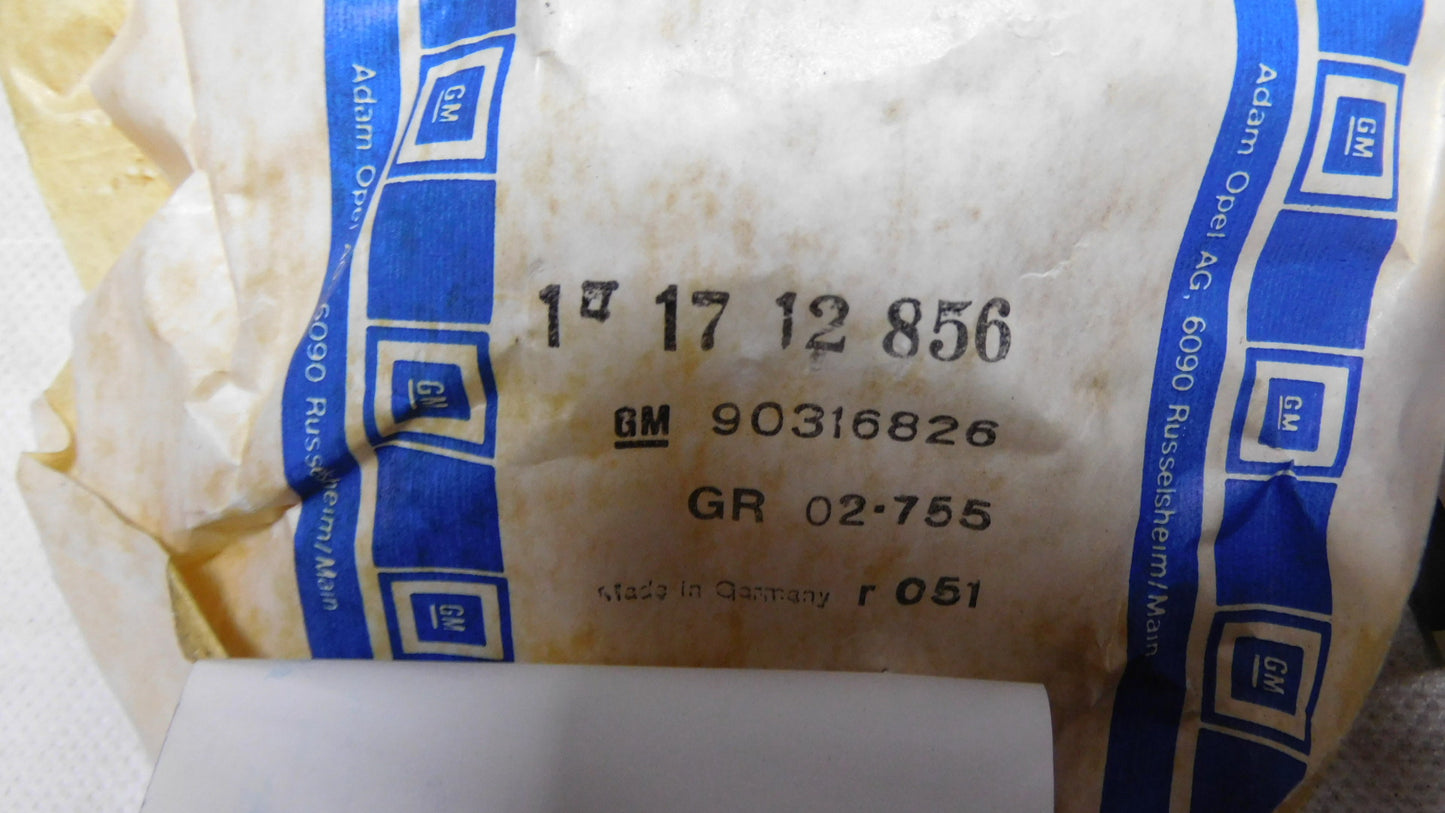 GM
Adam Opel AG, 6090 Rüsselsheim/Main
GM
GM
1 17 12 856
GM 90316826
GR 02-755
Made in Germany r 051
GM
Adam Opel AG, 6090 Rüsselsheim/Main
GM
GM